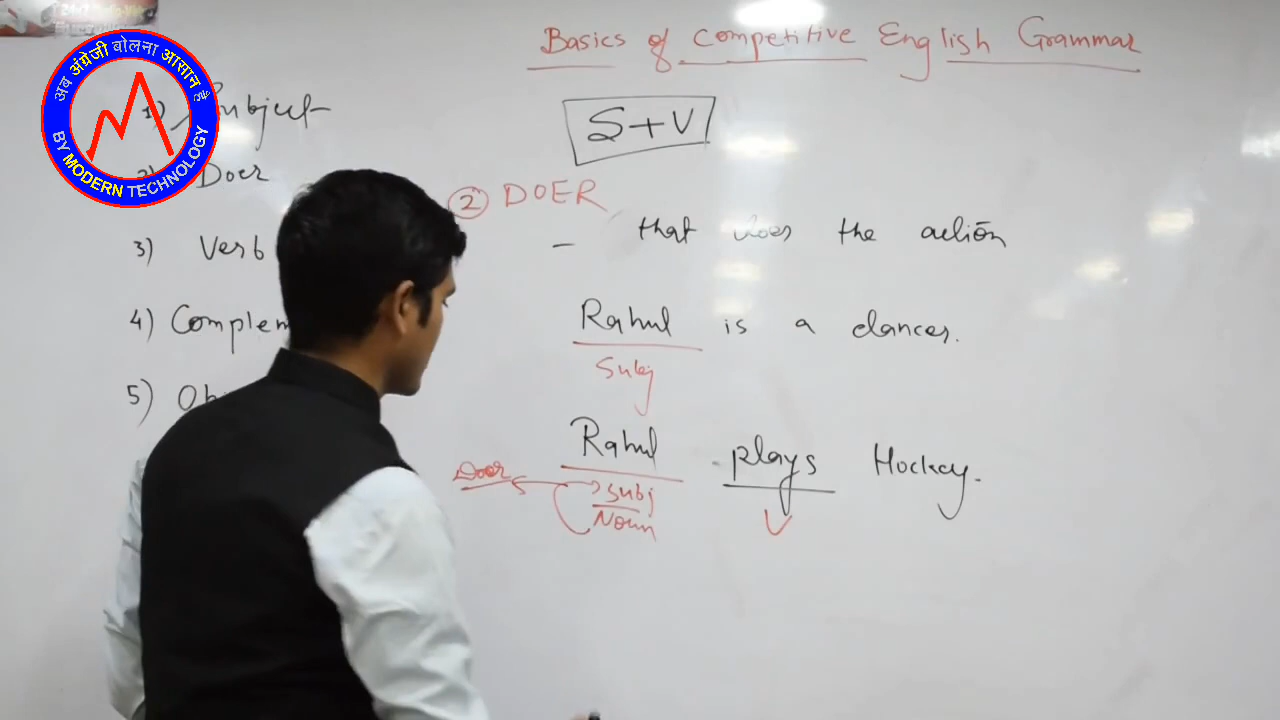 Basics of Competitive English Grammar
अब अंग्रेजी बोलना आसान है
BY MODERN TECHNOLOGY
S+V
1) Subject
2) Doer
3) Verb
4) Complem
5) Ob
② DOER
- that does the action
Rahul is a dancer.
Subj
Rahul plays Hockey.
Doer Subj V
Noun